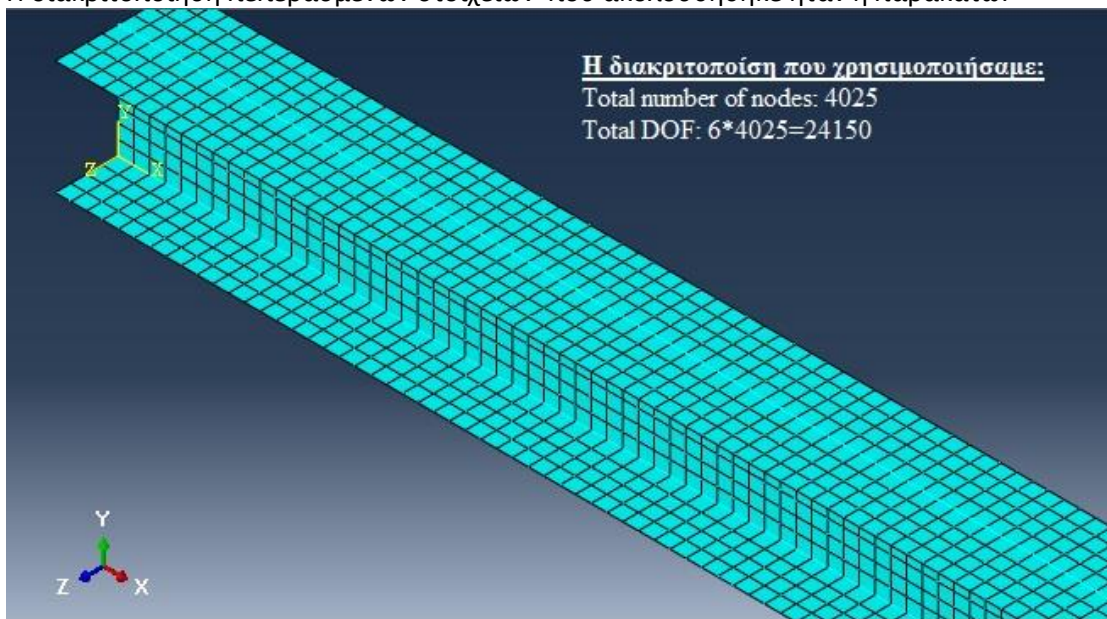 Η διακριτοποίση που χρησιμοποιήσαμε:
Total number of nodes: 4025
Total DOF: 6*4025=24150
Y
Z
X
Y
Z
X